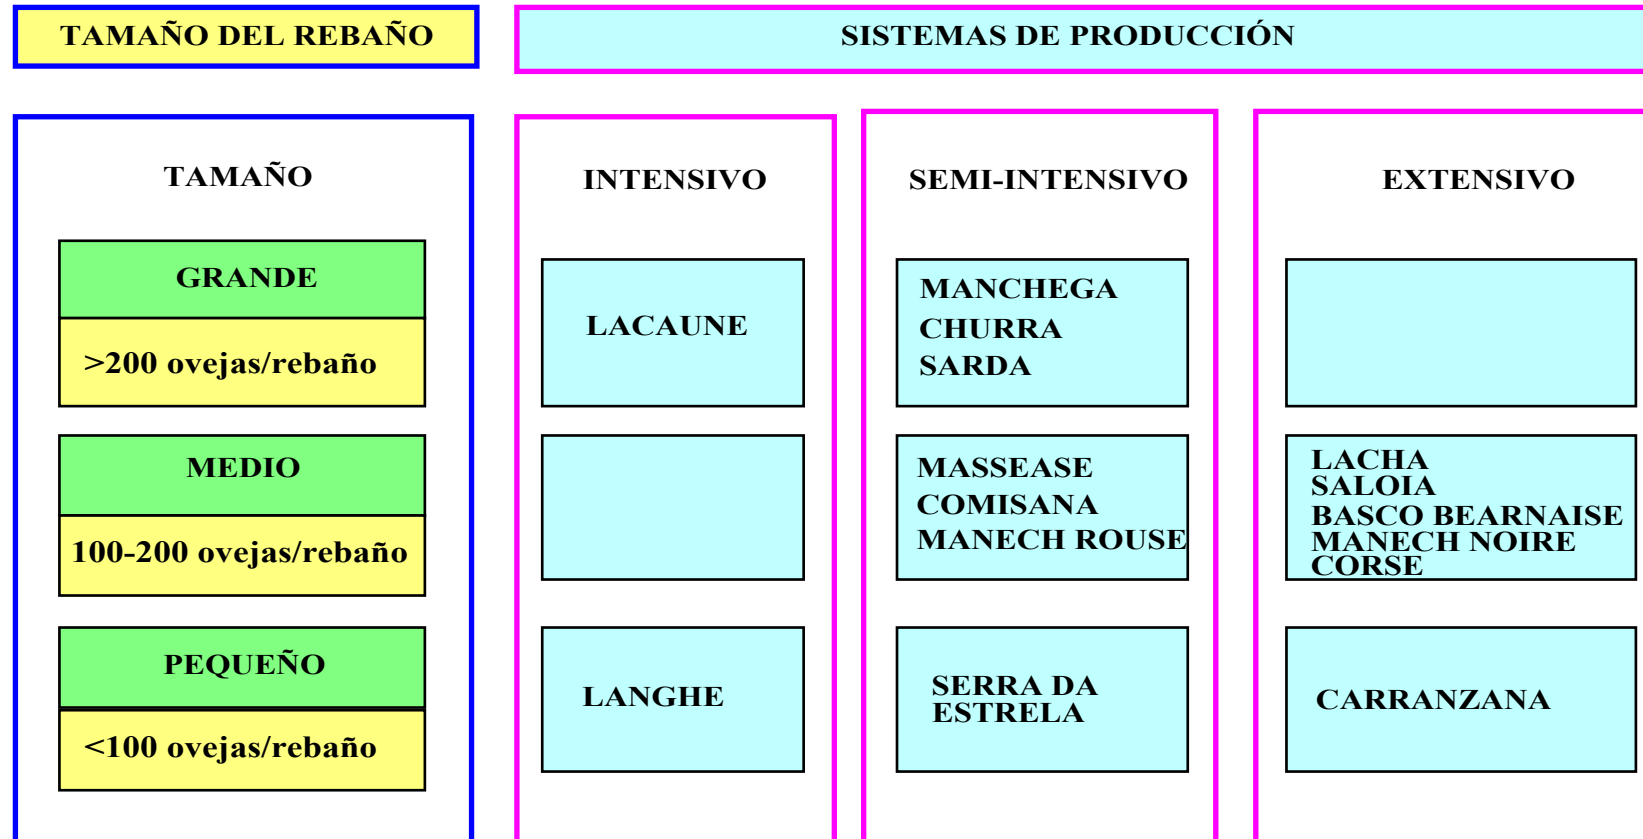 TAMAÑO DEL REBAÑO
SISTEMAS DE PRODUCCIÓN
TAMAÑO
INTENSIVO
SEMI-INTENSIVO
EXTENSIVO
GRANDE
>200 ovejas/rebaño
LACAUNE
MANCHEGA
CHURRA
SARDA
MEDIO
100-200 ovejas/rebaño
MASSEASE
COMISANA
MANECH ROUSE
LACHA
SALOIA
BASCO BEARNAISE
MANECH NOIRE
CORSE
PEQUEÑO
<100 ovejas/rebaño
LANGHE
SERRA DA
ESTRELA
CARRANZANA